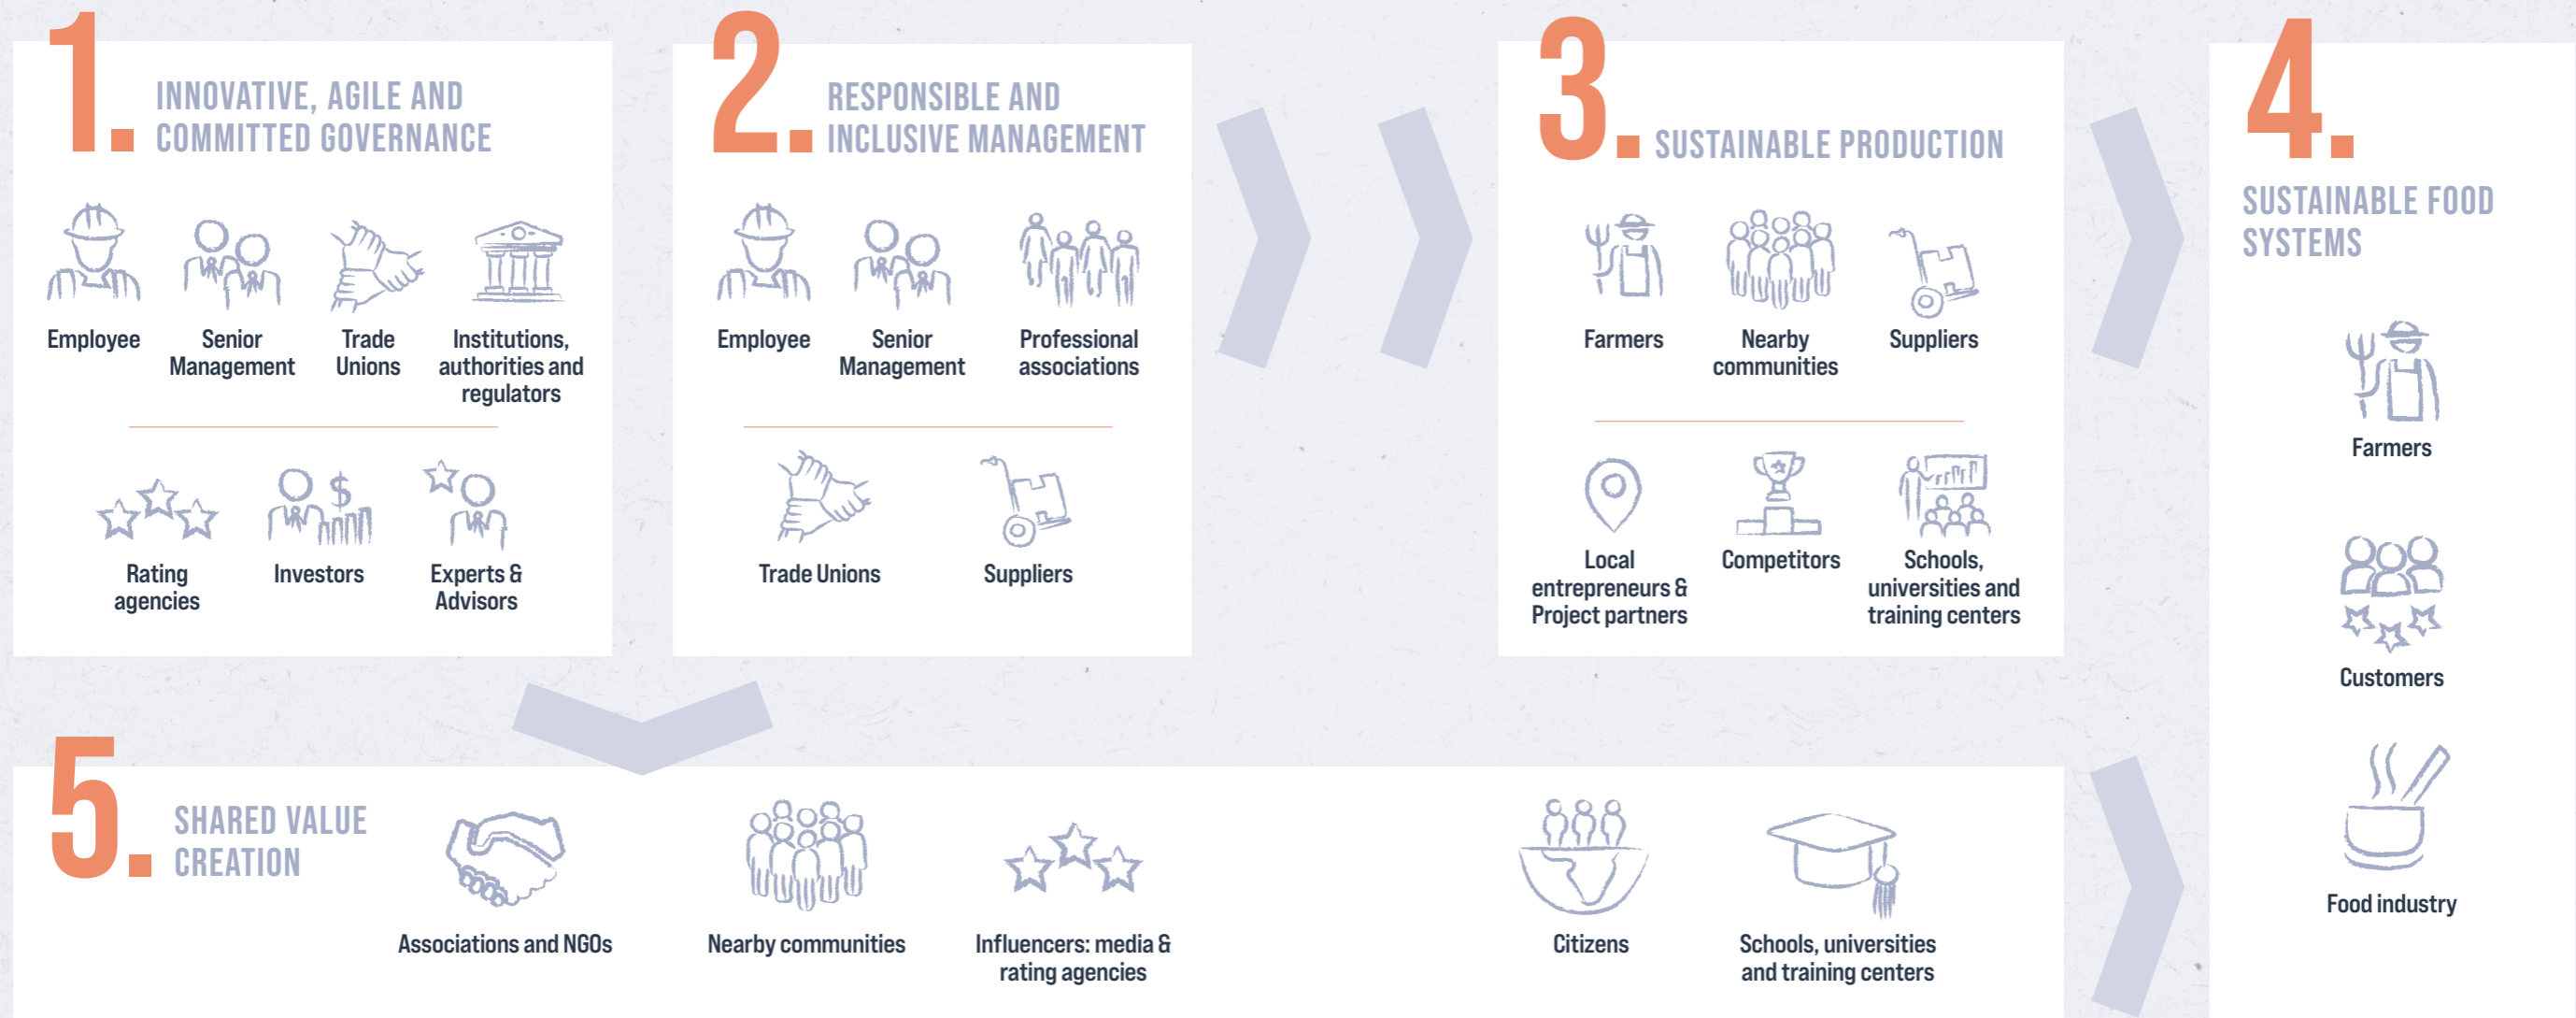 1.
INNOVATIVE, AGILE AND
COMMITTED GOVERNANCE
Employee
Senior
Management
Trade
Unions
Institutions,
authorities and
regulators
Rating
agencies
Investors
Experts &
Advisors
2.
RESPONSIBLE AND
INCLUSIVE MANAGEMENT
Employee
Senior
Management
Professional
associations
Trade Unions
Suppliers
3.
SUSTAINABLE PRODUCTION
Farmers
Nearby
communities
Suppliers
Local
entrepreneurs &
Project partners
Competitors
Schools,
universities and
training centers
4.
SUSTAINABLE FOOD
SYSTEMS
Farmers
Customers
Food industry
5.
SHARED VALUE
CREATION
Associations and NGOs
Nearby communities
Influencers: media &
rating agencies
Citizens
Schools, universities
and training centers